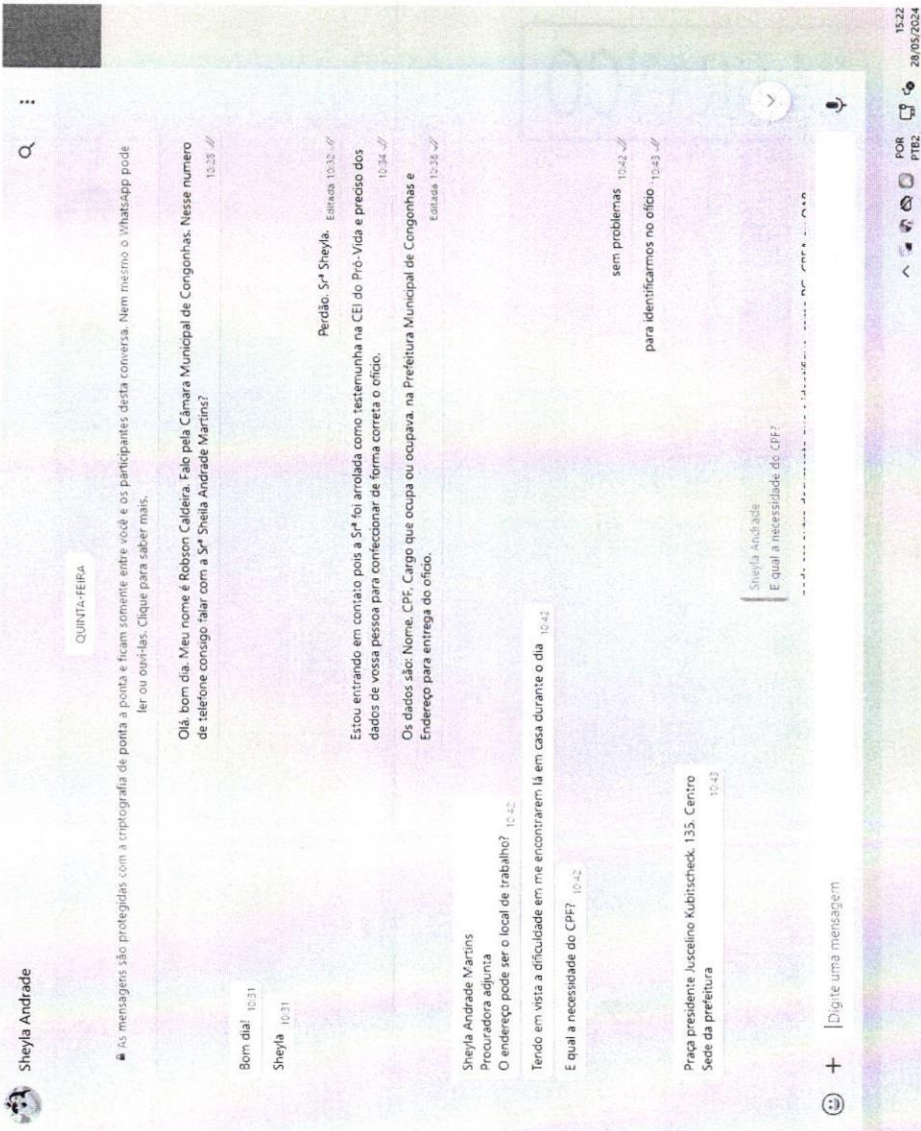 Sheyla Andrade
QUINTA-FEIRA
As mensagens são protegidas com a criptografia de ponta a ponta e ficam somente entre você e os participantes desta conversa. Nem mesmo o WhatsApp pode
ler ou ouvi-las. Clique para saber mais.
Olá, bom dia. Meu nome é Robson Caldeira. Falo pela Câmara Municipal de Congonhas. Nesse numero
de telefone consigo falar com a Srª Sheila Andrade Martins?
10:28
Bom dia! 10:31
Sheyla 10:31
Perdão. Srª Sheyla. Editada 10:32
Estou entrando em contato pois a Srª foi arrolada como testemunha na CEI do Pró-Vida e preciso dos
dados de vossa pessoa para confeccionar de forma correta o ofício.
10:34
Os dados são: Nome, CPF, Cargo que ocupa ou ocupava, na Prefeitura Municipal de Congonhas e
Endereço para entrega do ofício.
Editada 10:36
Sheyla Andrade Martins
Procuradora adjunta
O endereço pode ser o local de trabalho? 10:42
Tendo em vista a dificuldade em me encontrarem lá em casa durante o dia 10:42
E qual a necessidade do CPF? 10:42
sem problemas 10:42
para identificarmos no ofício 10:43
Praça presidente Juscelino Kubitscheck, 135. Centro
Sede da prefeitura
10:43
Sheyla Andrade
E qual a necessidade do CPF?
Digite uma mensagem
POR
PTB2
15:22
28/05/2024